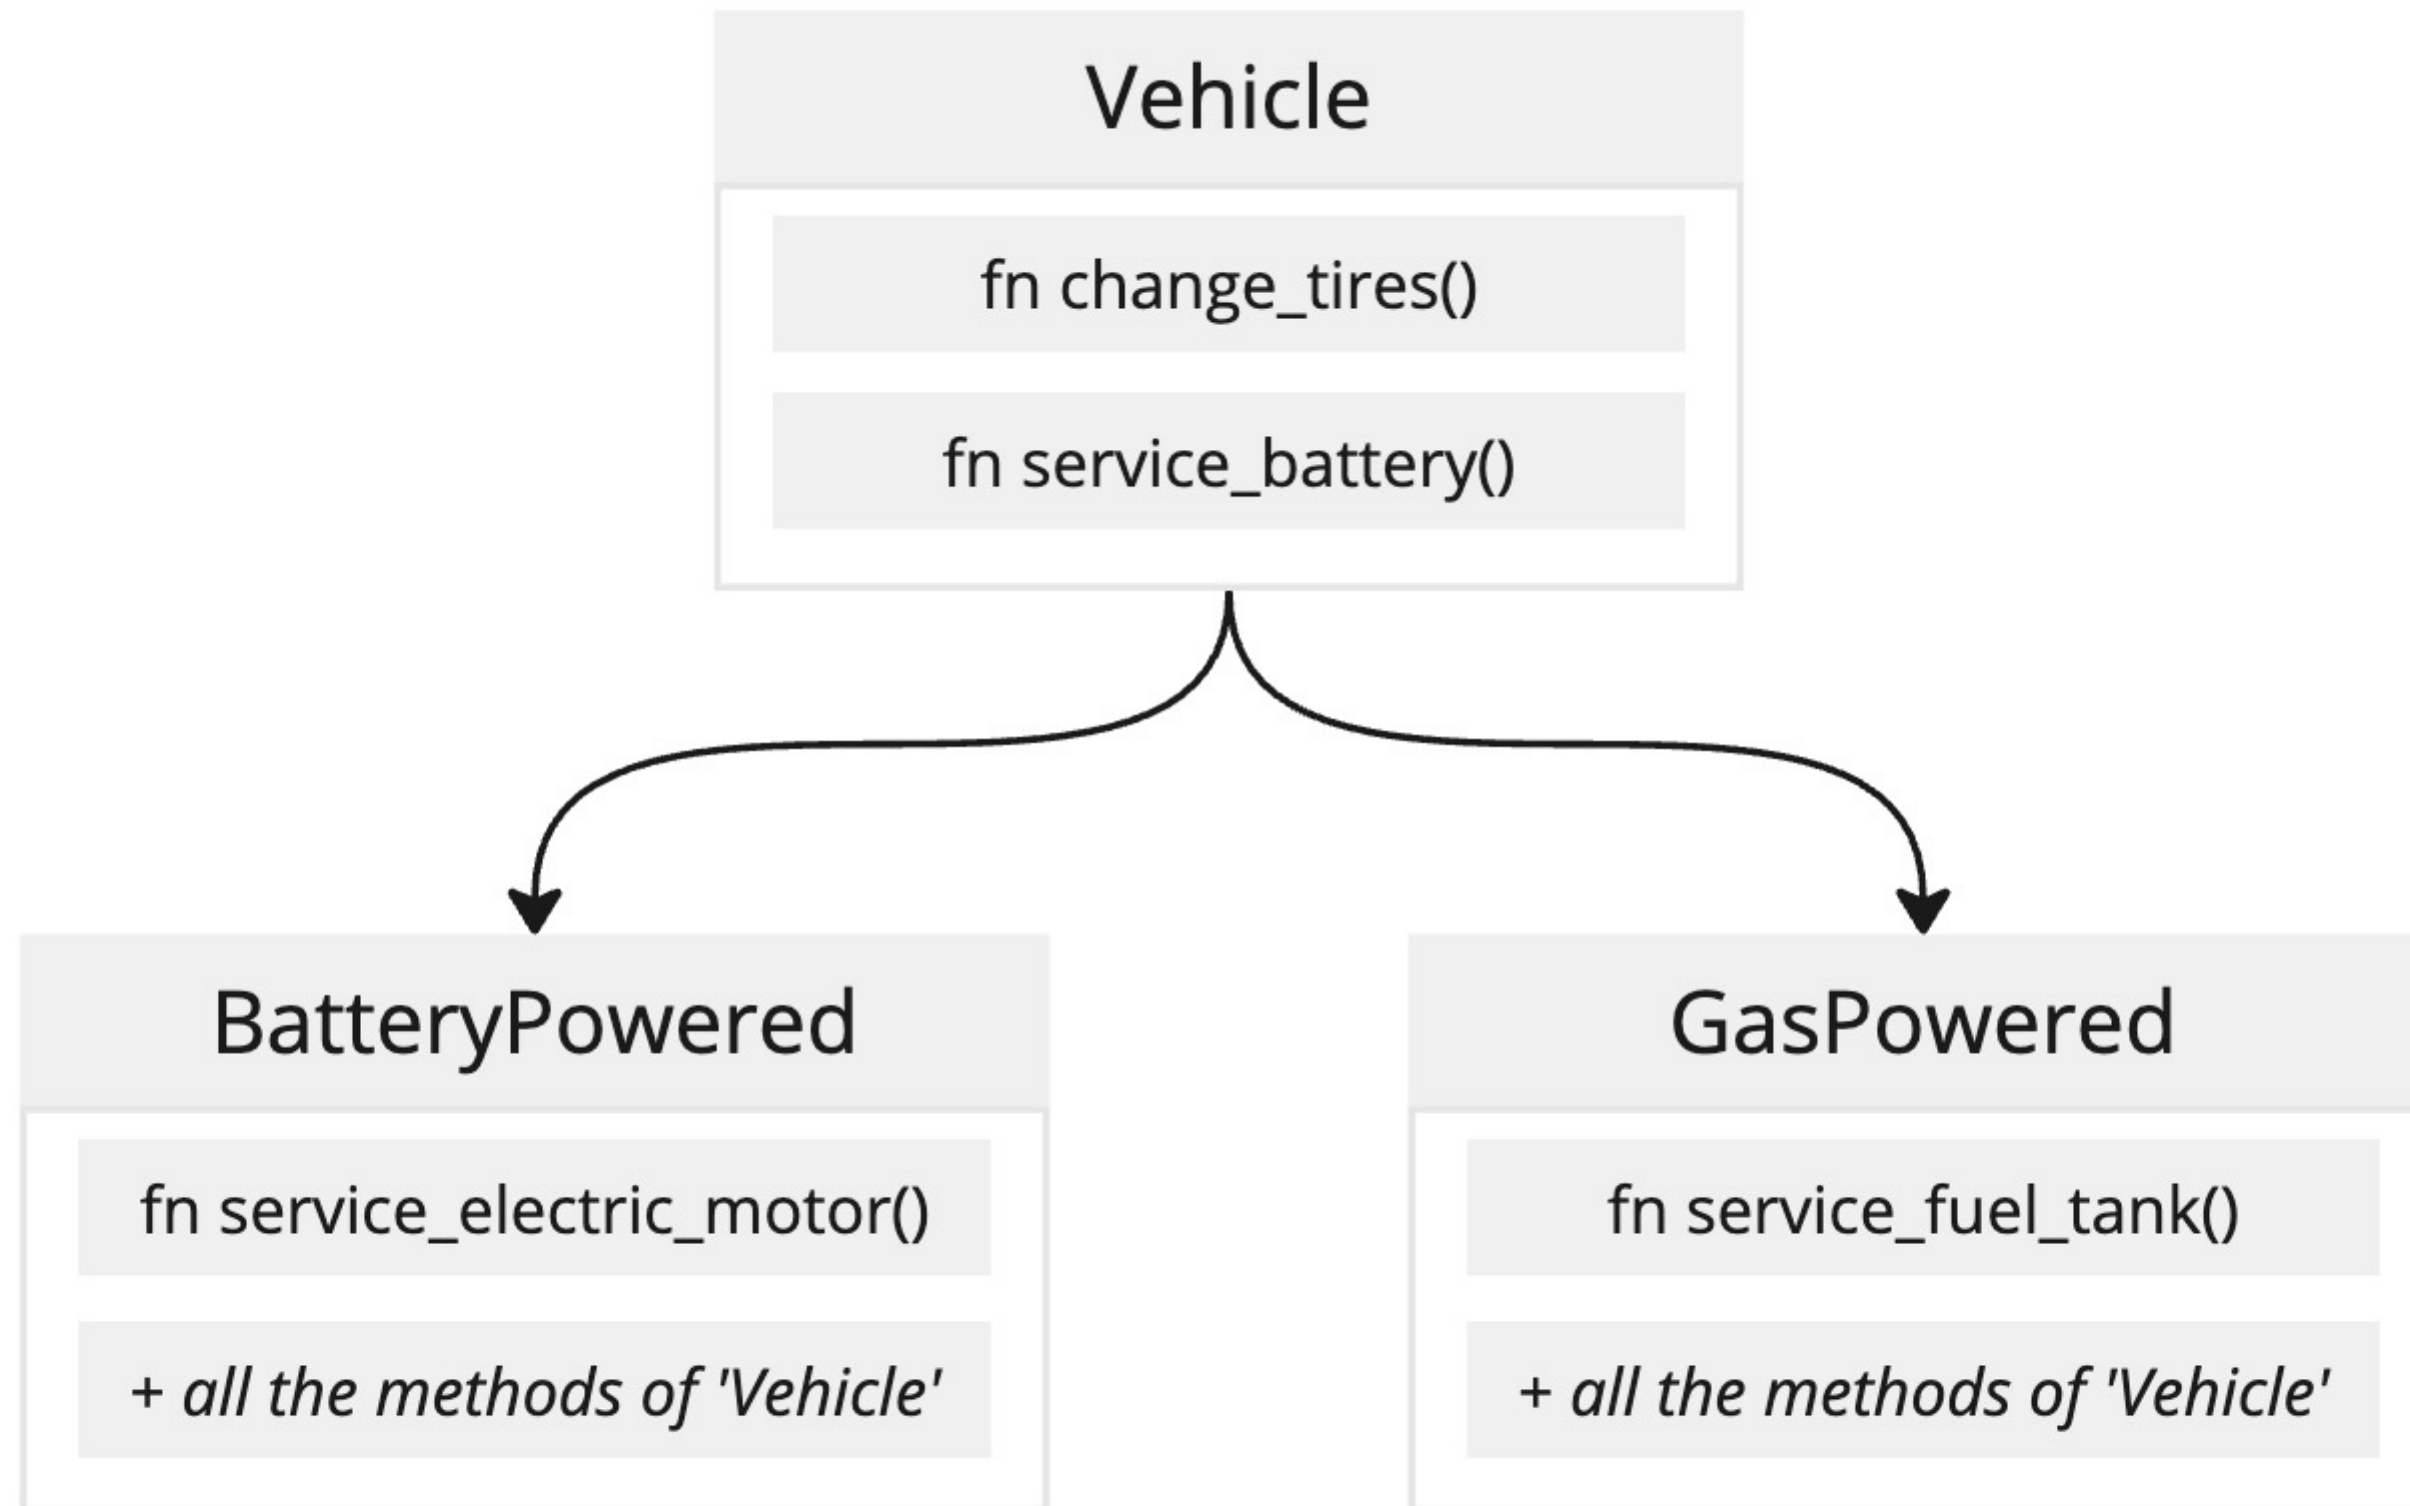 Vehicle
fn change_tires()
fn service_battery()
BatteryPowered
fn service_electric_motor()
+ all the methods of 'Vehicle'
GasPowered
fn service_fuel_tank()
+ all the methods of 'Vehicle'